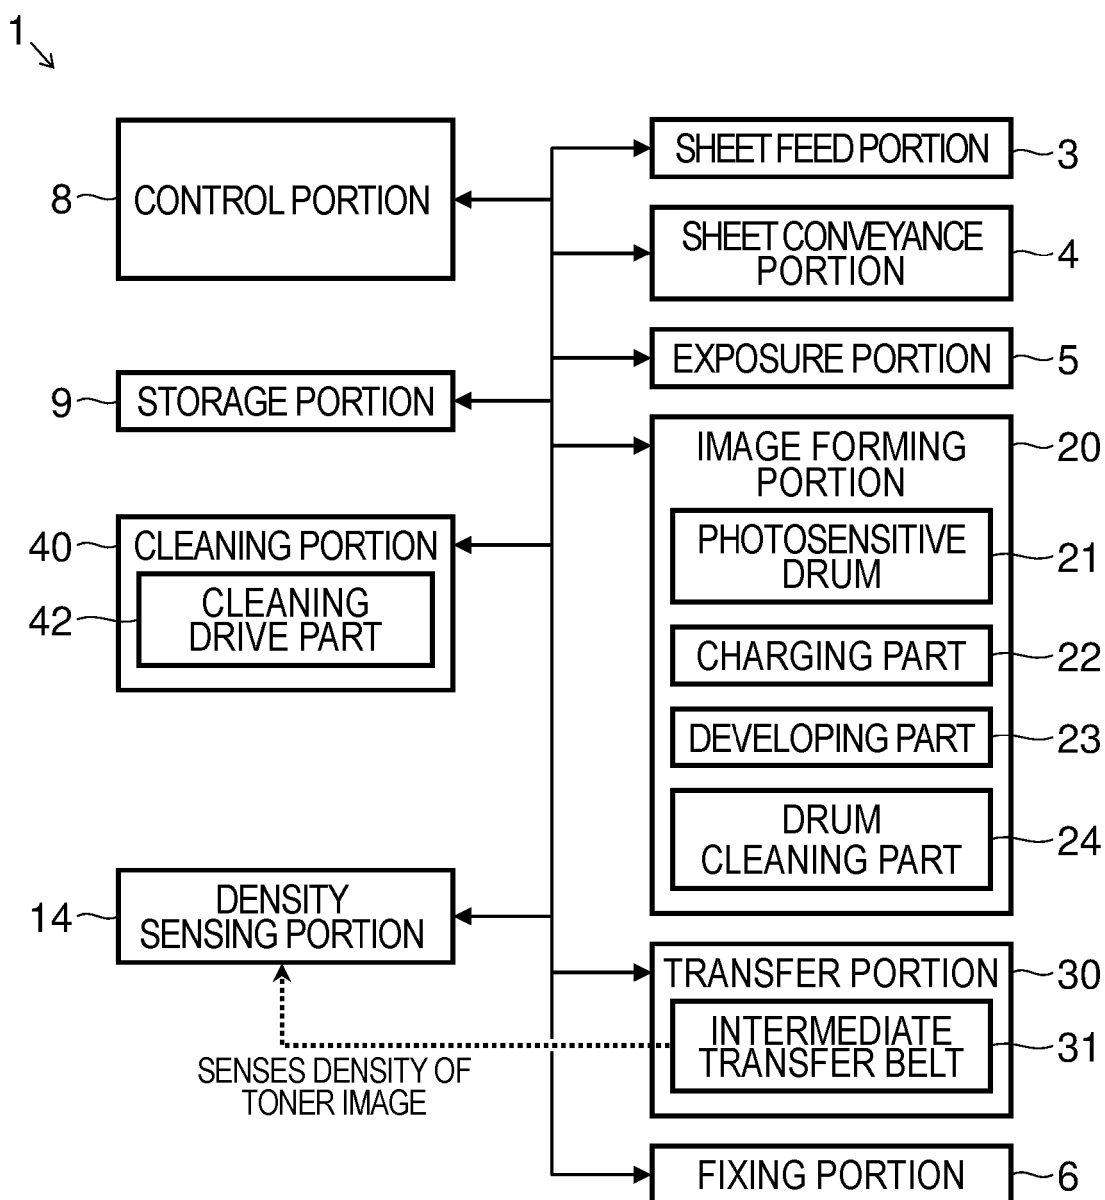 1
8
CONTROL PORTION
9
STORAGE PORTION
40
CLEANING PORTION
42
CLEANING
DRIVE PART
14
DENSITY
SENSING PORTION
SENSES DENSITY OF
TONER IMAGE
SHEET FEED PORTION
3
SHEET CONVEYANCE
PORTION
4
EXPOSURE PORTION
5
IMAGE FORMING
PORTION
20
PHOTOSENSITIVE
DRUM
21
CHARGING PART
22
DEVELOPING PART
23
DRUM
CLEANING PART
24
TRANSFER PORTION
30
INTERMEDIATE
TRANSFER BELT
31
FIXING PORTION
6